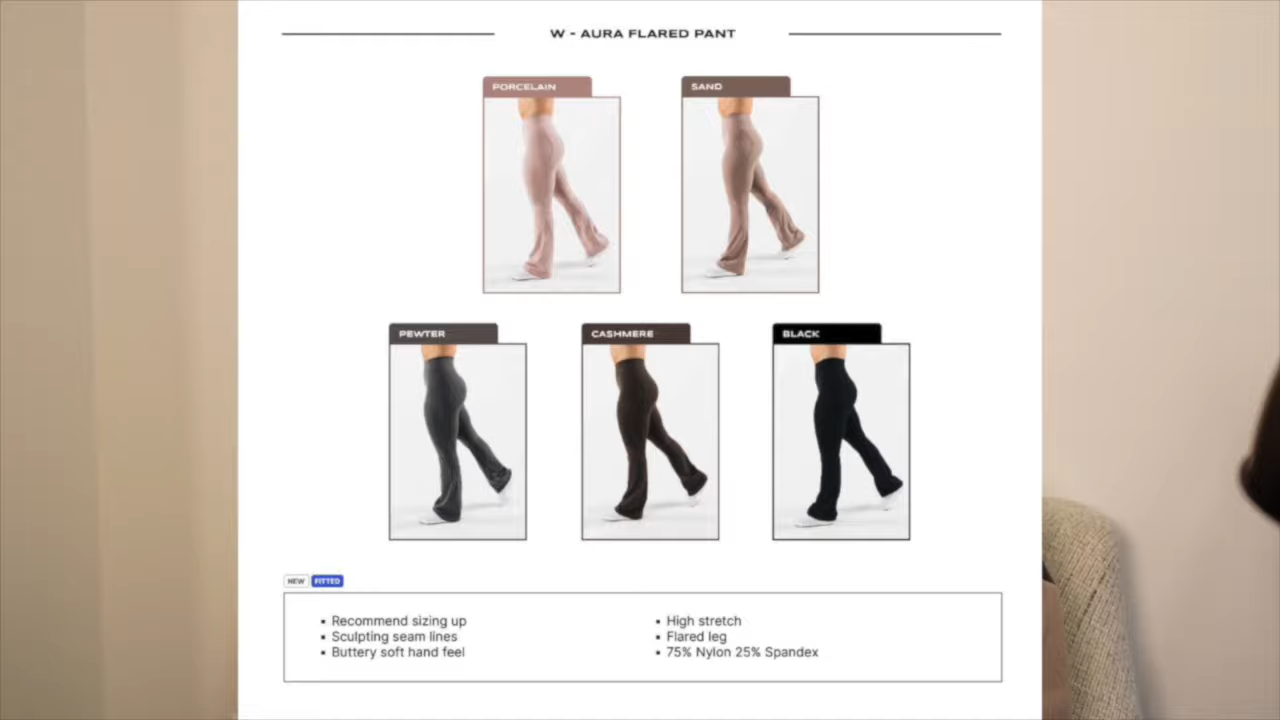 W - AURA FLARED PANT
PORCELAIN
SAND
PEWTER
CASHMERE
BLACK
NEW
FITTED
▪ Recommend sizing up
▪ Sculpting seam lines
▪ Buttery soft hand feel
▪ High stretch
▪ Flared leg
▪ 75% Nylon 25% Spandex